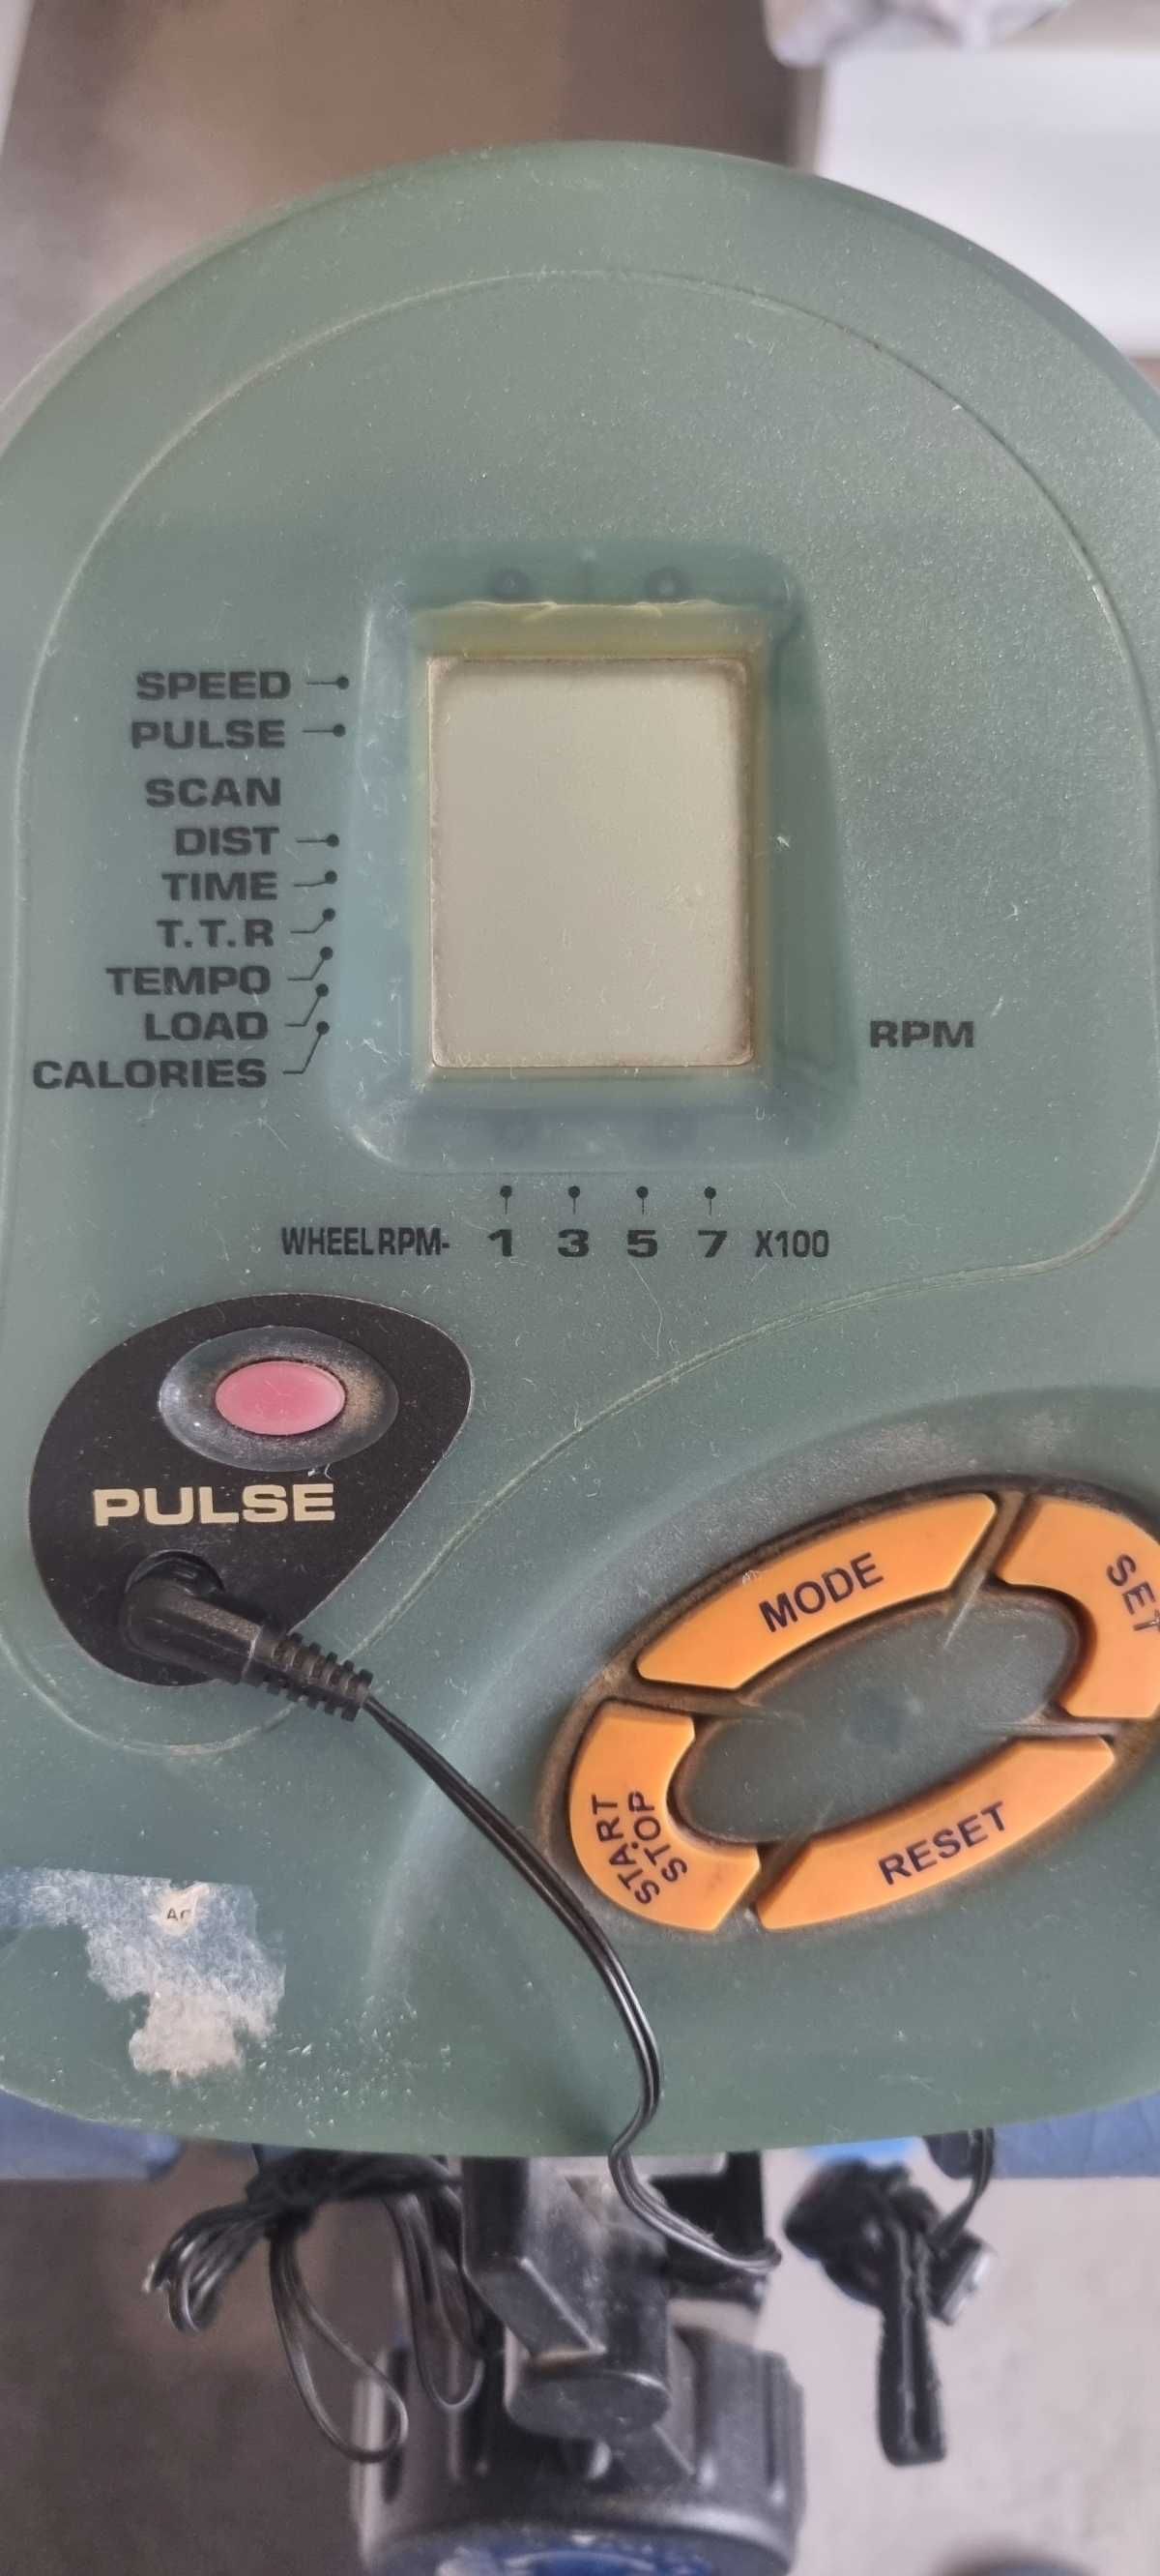 SPEED
PULSE
SCAN
DIST
TIME
T.T.R
TEMPO
LOAD
CALORIES
RPM
WHEEL RPM- 1 3 5 7 X100
PULSE
MODE
SET
START
STOP
RESET